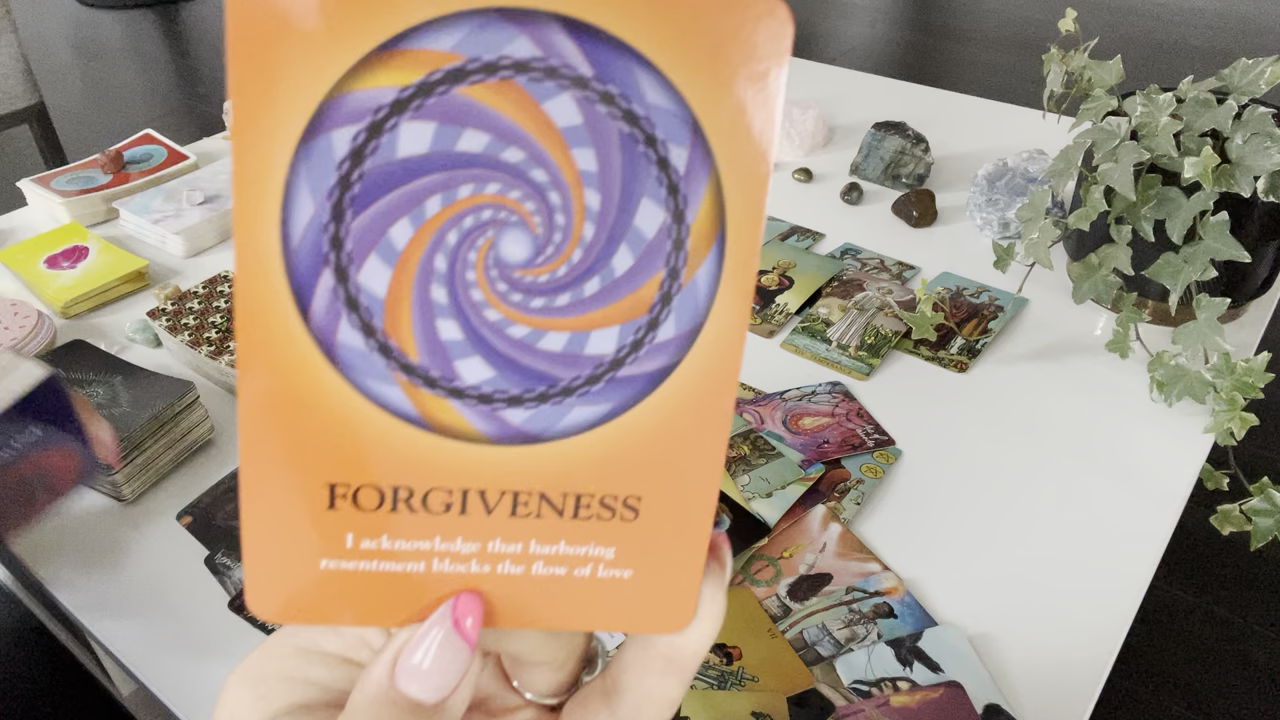 FORGIVENESS
I acknowledge that harboring
resentment blocks the flow of love